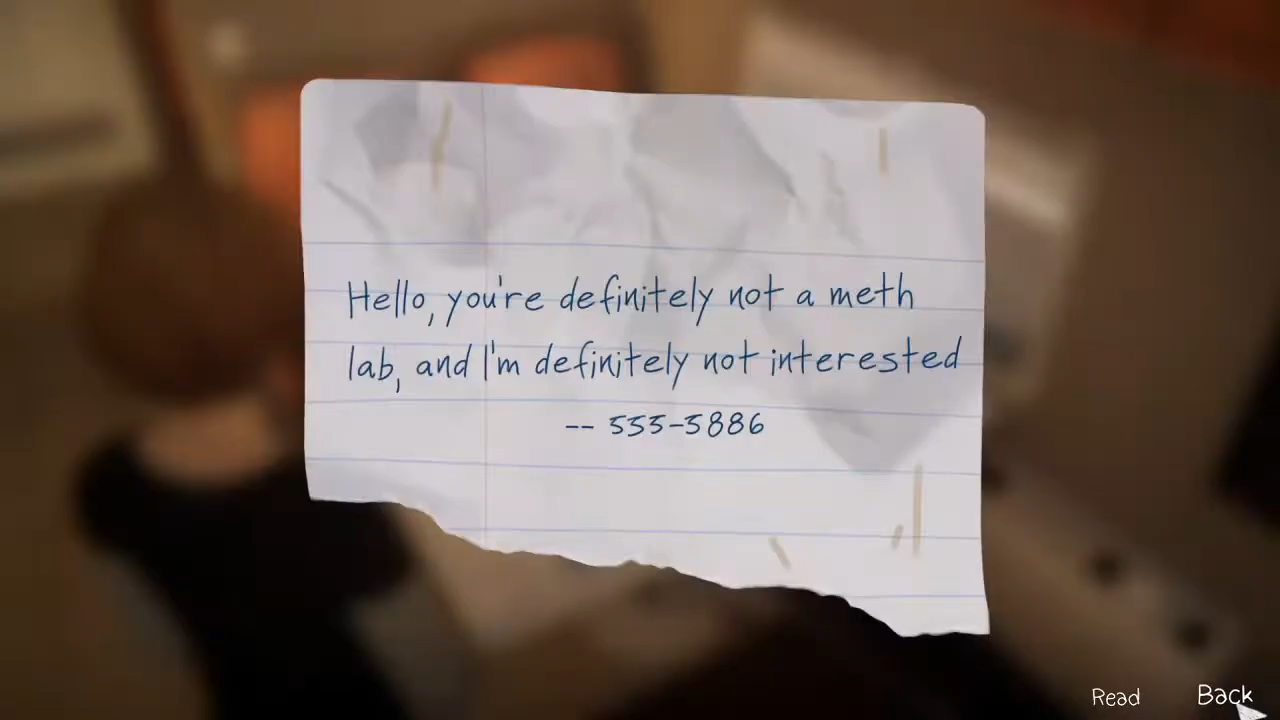 Hello, you're definitely not a meth
lab, and I'm definitely not interested
-- 555-5886
Read
Back